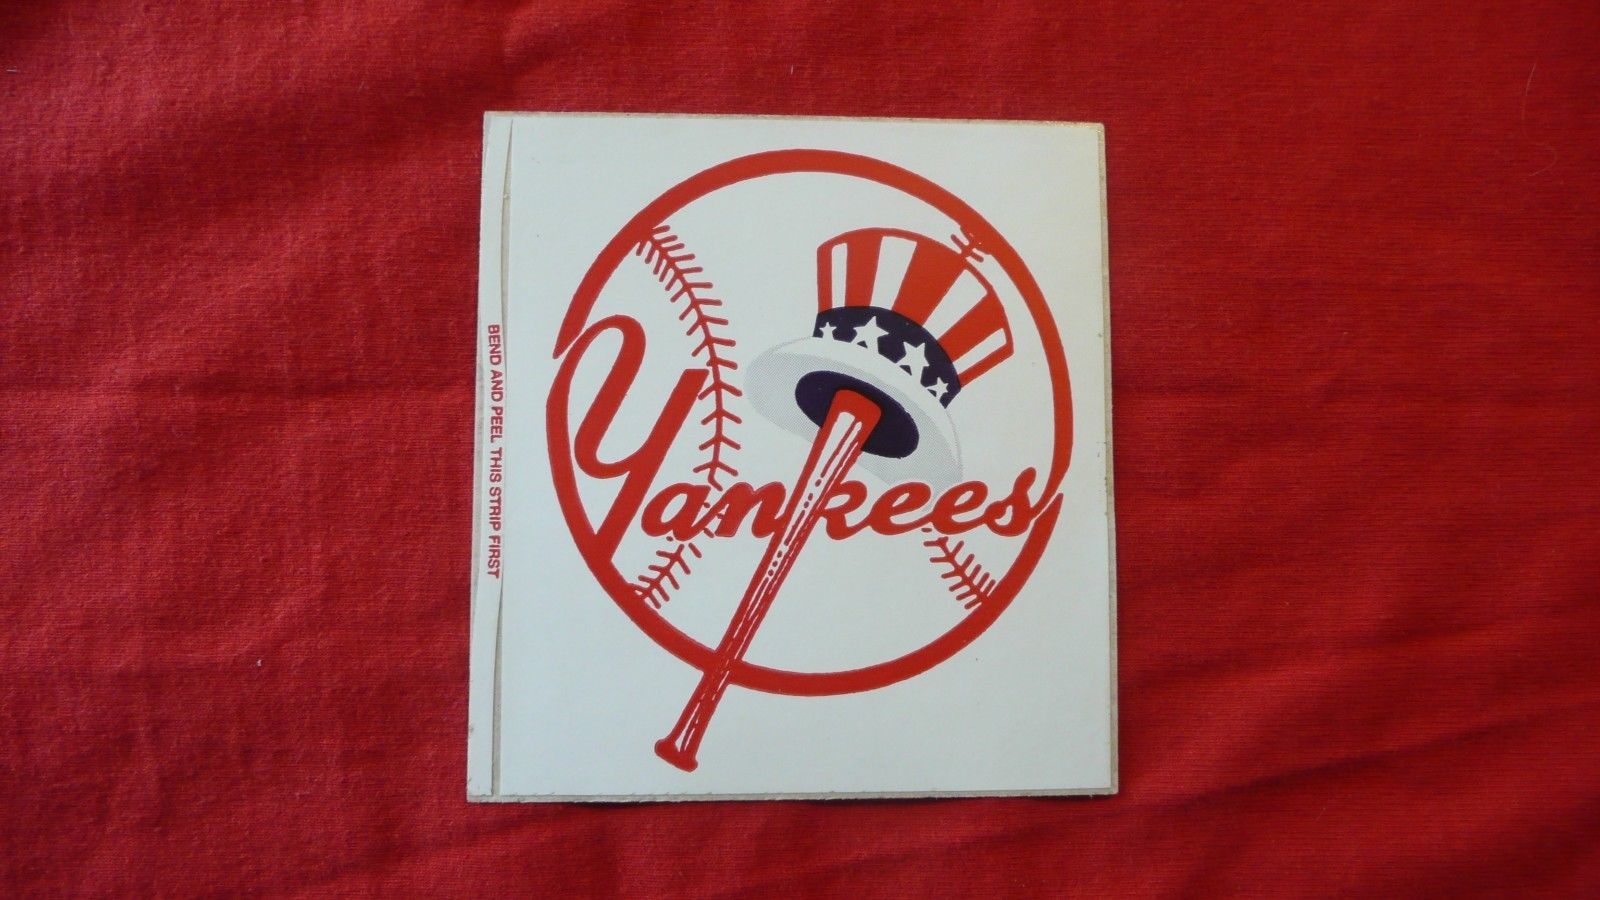 BEND AND PEEL THIS STRIP FIRST
Yankees